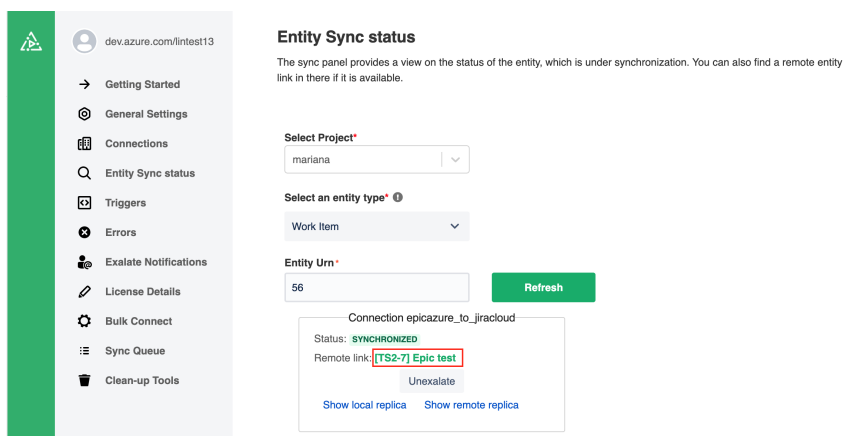 dev.azure.com/lintest13
Getting Started
General Settings
Connections
Entity Sync status
Triggers
Errors
Exalate Notifications
License Details
Bulk Connect
Sync Queue
Clean-up Tools
Entity Sync status
The sync panel provides a view on the status of the entity, which is under synchronization. You can also find a remote entity
link in there if it is available.
Select Project*
mariana
Select an entity type*
Work Item
Entity Urn*
56
Refresh
Connection epicazure_to_jiracloud
Status: SYNCHRONIZED
Remote link: [TS2-7] Epic test
Unexalate
Show local replica Show remote replica